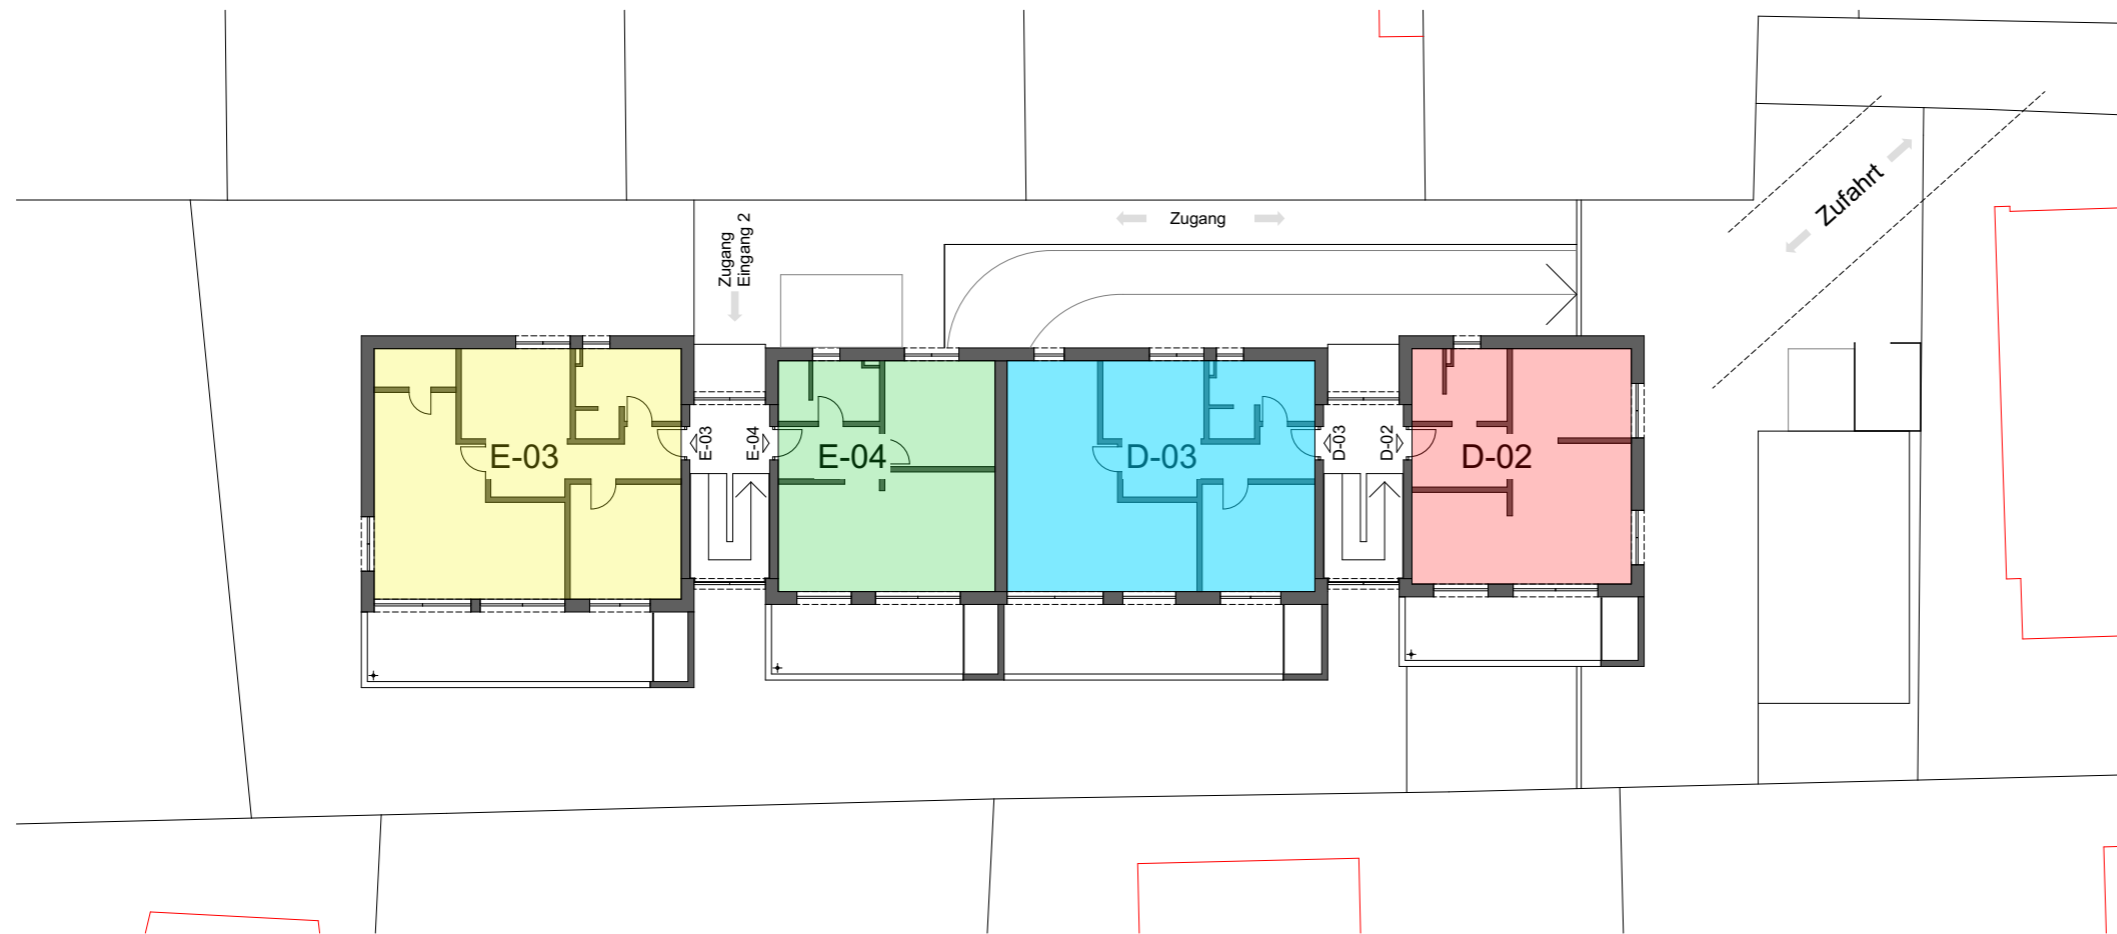 Zufahrt
Zugang
Zugang
Eingang 2
E-03
E-03
E-04
E-04
D-03
D-03
D-02
D-02